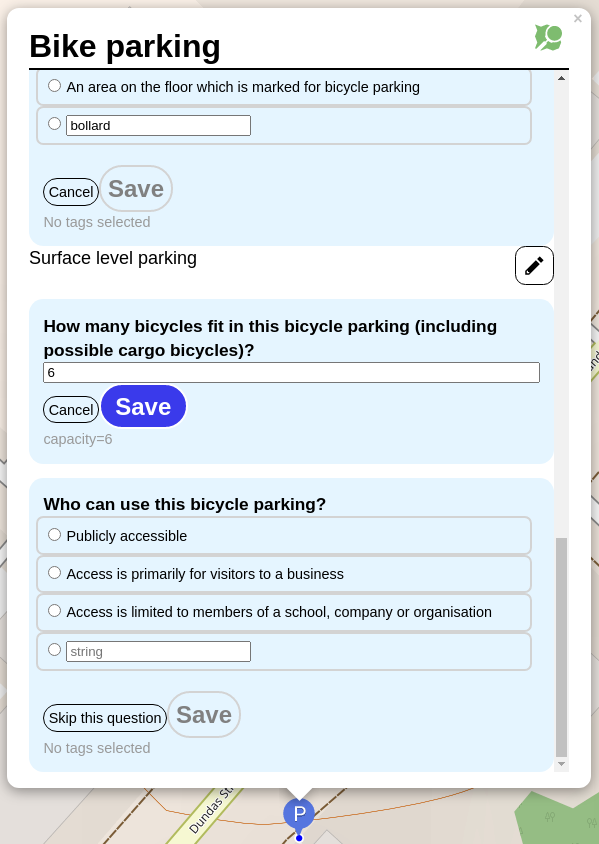 ×
Bike parking
An area on the floor which is marked for bicycle parking
bollard
Cancel Save
No tags selected
Surface level parking
How many bicycles fit in this bicycle parking (including
possible cargo bicycles)?
6
Cancel Save
capacity=6
Who can use this bicycle parking?
Publicly accessible
Access is primarily for visitors to a business
Access is limited to members of a school, company or organisation
string
Skip this question Save
No tags selected
Dundas
P